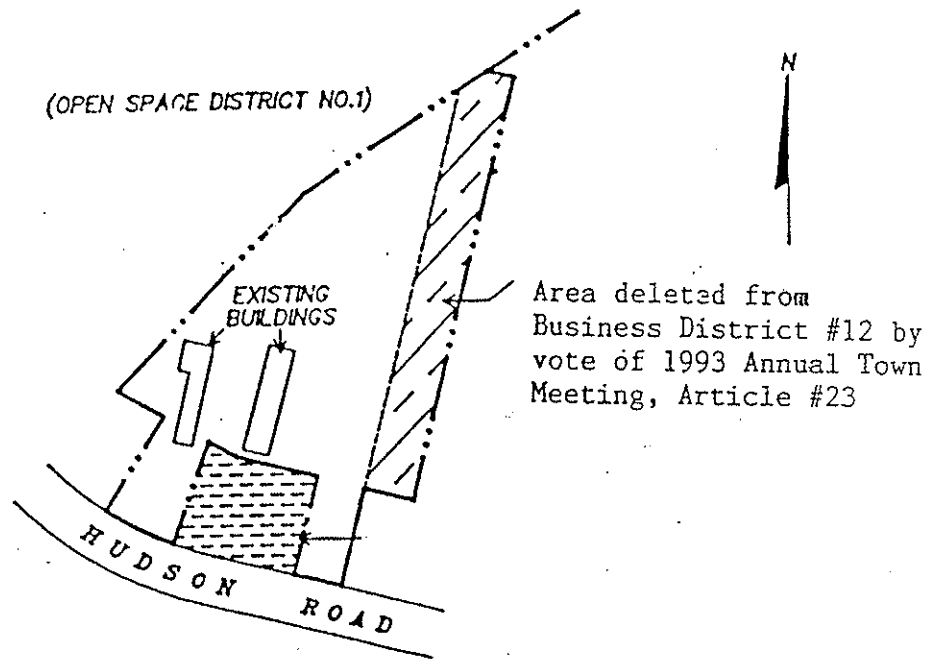 N
(OPEN SPACE DISTRICT NO.1)
EXISTING
BUILDINGS
Area deleted from
Business District #12 by
vote of 1993 Annual Town
Meeting, Article #23
HUDSON ROAD